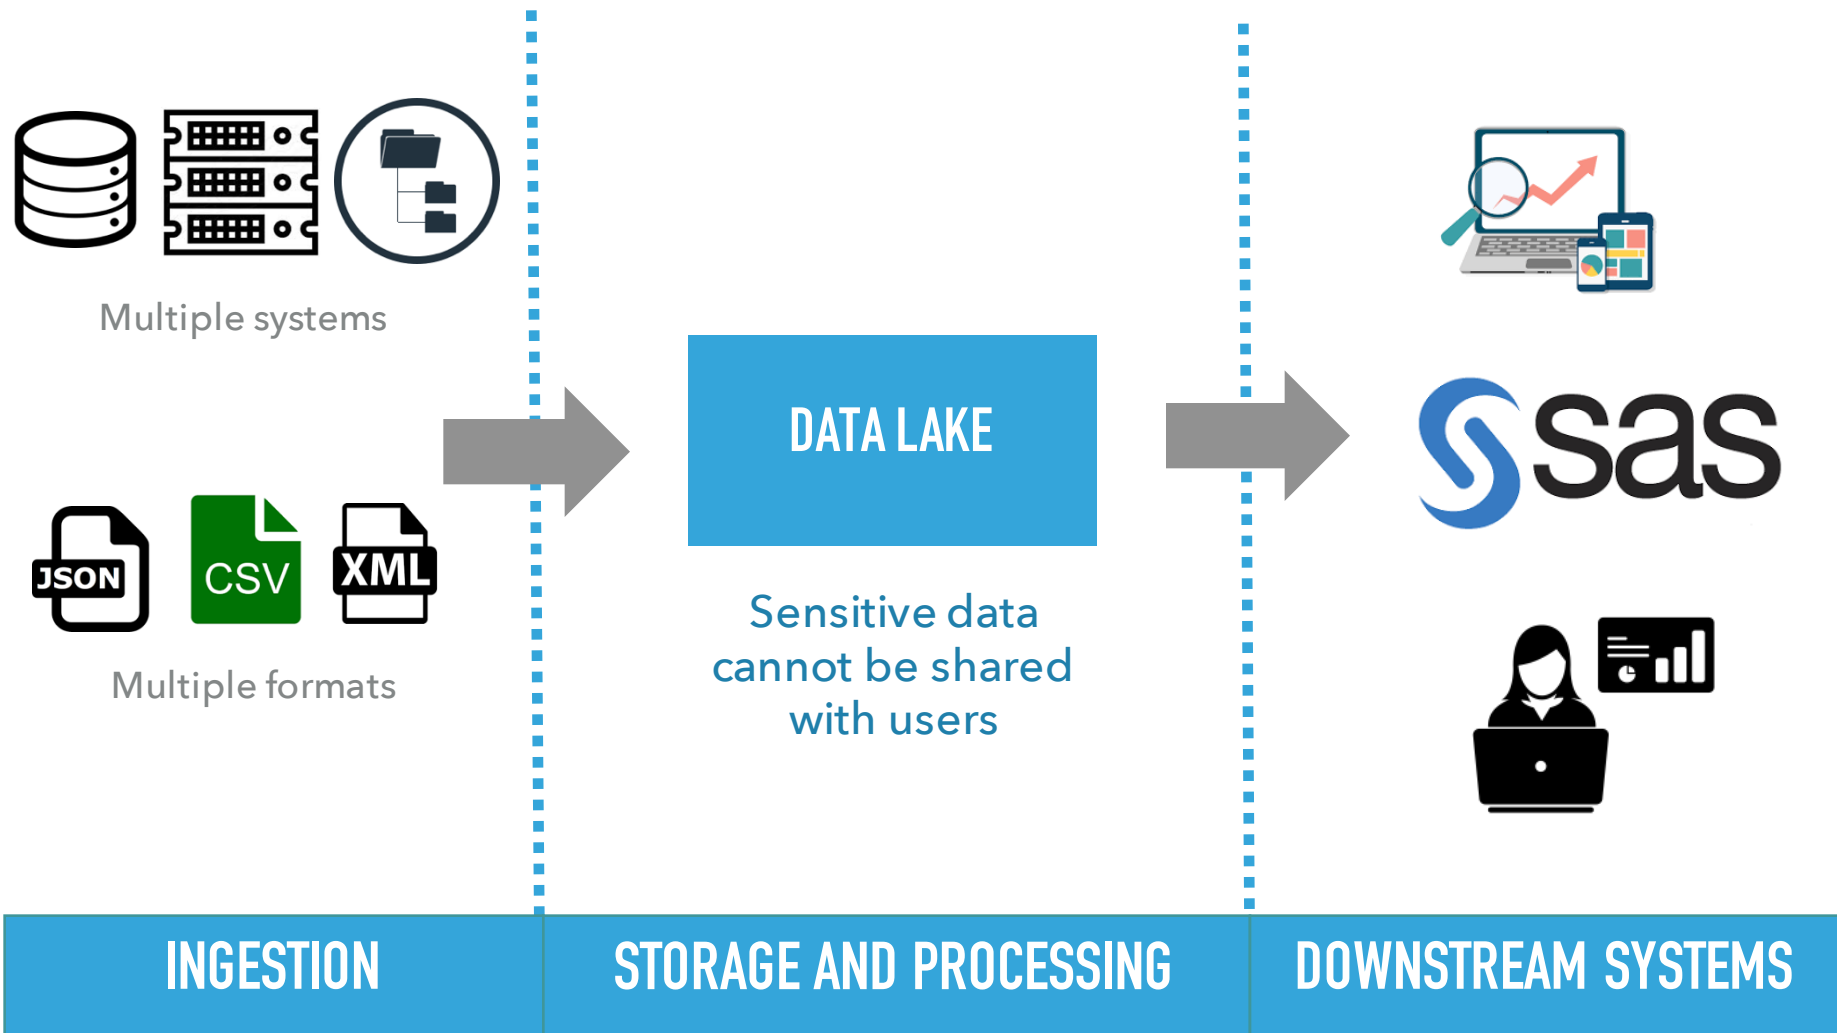 Multiple systems
JSON
CSV
XML
Multiple formats
DATA LAKE
Sensitive data
cannot be shared
with users
sas
INGESTION
STORAGE AND PROCESSING
DOWNSTREAM SYSTEMS